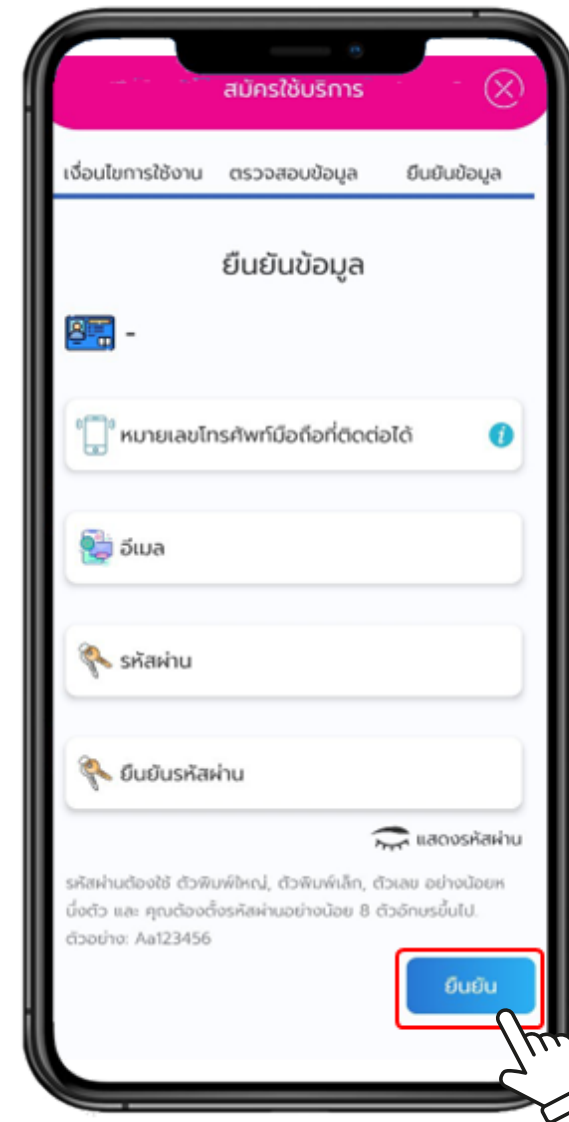 สมัครใช้บริการ
เงื่อนไขการใช้งาน ตรวจสอบข้อมูล ยืนยันข้อมูล
ยืนยันข้อมูล
-
หมายเลขโทรศัพท์มือถือที่ติดต่อได้ i
อีเมล
รหัสผ่าน
ยืนยันรหัสผ่าน
แสดงรหัสผ่าน
รหัสผ่านต้องใช้ ตัวพิมพ์ใหญ่, ตัวพิมพ์เล็ก, ตัวเลข อย่างน้อยห
นึ่งตัว และ คุณต้องตั้งรหัสผ่านอย่างน้อย 8 ตัวอักษรขึ้นไป.
ตัวอย่าง: Aa123456
ยืนยัน